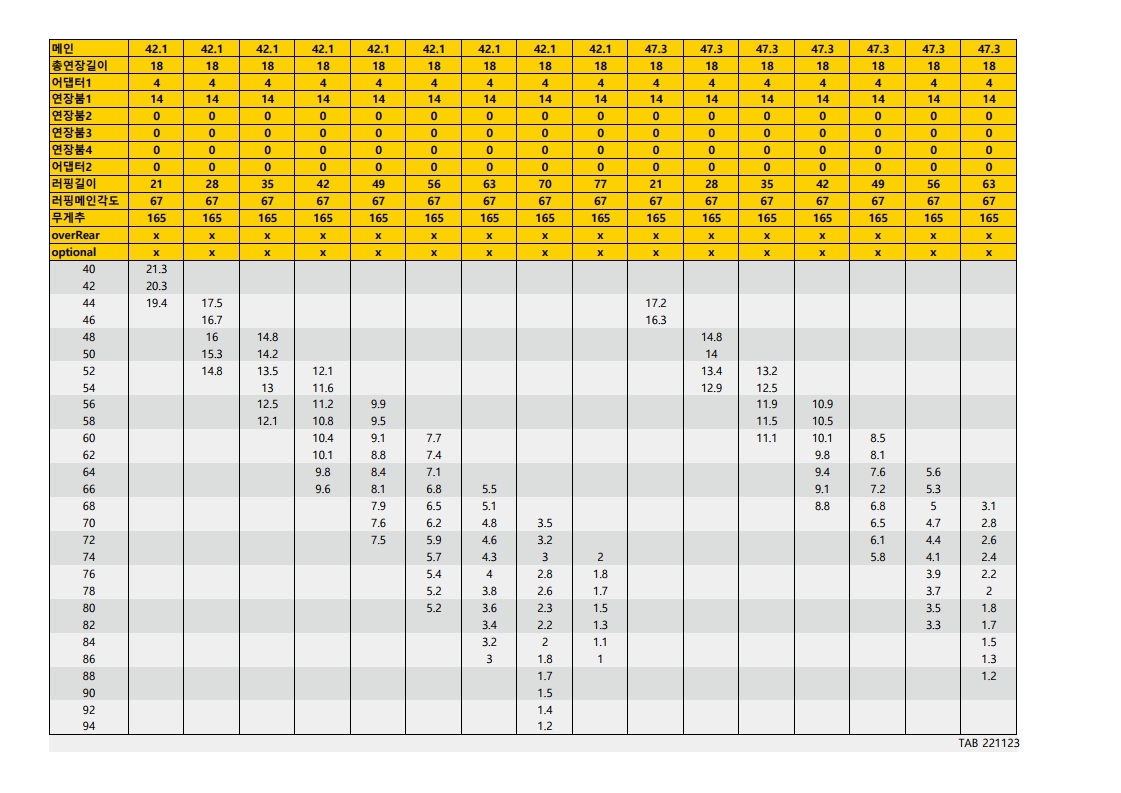 메인 42.1 42.1 42.1 42.1 42.1 42.1 42.1 42.1 42.1 47.3 47.3 47.3 47.3 47.3 47.3 47.3
총연장길이 18 18 18 18 18 18 18 18 18 18 18 18 18 18 18 18
어댑터1 4 4 4 4 4 4 4 4 4 4 4 4 4 4 4 4
연장붐1 14 14 14 14 14 14 14 14 14 14 14 14 14 14 14 14
연장붐2 0 0 0 0 0 0 0 0 0 0 0 0 0 0 0 0
연장붐3 0 0 0 0 0 0 0 0 0 0 0 0 0 0 0 0
연장붐4 0 0 0 0 0 0 0 0 0 0 0 0 0 0 0 0
어댑터2 0 0 0 0 0 0 0 0 0 0 0 0 0 0 0 0
러핑길이 21 28 35 42 49 56 63 70 77 21 28 35 42 49 56 63
러핑메인각도 67 67 67 67 67 67 67 67 67 67 67 67 67 67 67 67
무게추 165 165 165 165 165 165 165 165 165 165 165 165 165 165 165 165
overRear x x x x x x x x x x x x x x x x
optional x x x x x x x x x x x x x x x x
40 21.3
42 20.3
44 19.4 17.5 17.2
46 16.7 16.3
48 16 14.8 14.8
50 15.3 14.2 14
52 14.8 13.5 12.1 13.4 13.2
54 13 11.6 12.9 12.5
56 12.5 11.2 9.9 11.9 10.9
58 12.1 10.8 9.5 11.5 10.5
60 10.4 9.1 7.7 11.1 10.1 8.5
62 10.1 8.8 7.4 9.8 8.1
64 9.8 8.4 7.1 9.4 7.6 5.6
66 9.6 8.1 6.8 5.5 9.1 7.2 5.3
68 7.9 6.5 5.1 8.8 6.8 5 3.1
70 7.6 6.2 4.8 3.5 6.5 4.7 2.8
72 7.5 5.9 4.6 3.2 6.1 4.4 2.6
74 5.7 4.3 3 2 5.8 4.1 2.4
76 5.4 4 2.8 1.8 3.9 2.2
78 5.2 3.8 2.6 1.7 3.7 2
80 5.2 3.6 2.3 1.5 3.5 1.8
82 3.4 2.2 1.3 3.3 1.7
84 3.2 2 1.1 1.5
86 3 1.8 1 1.3
88 1.7 1.2
90 1.5
92 1.4
94 1.2
TAB 221123